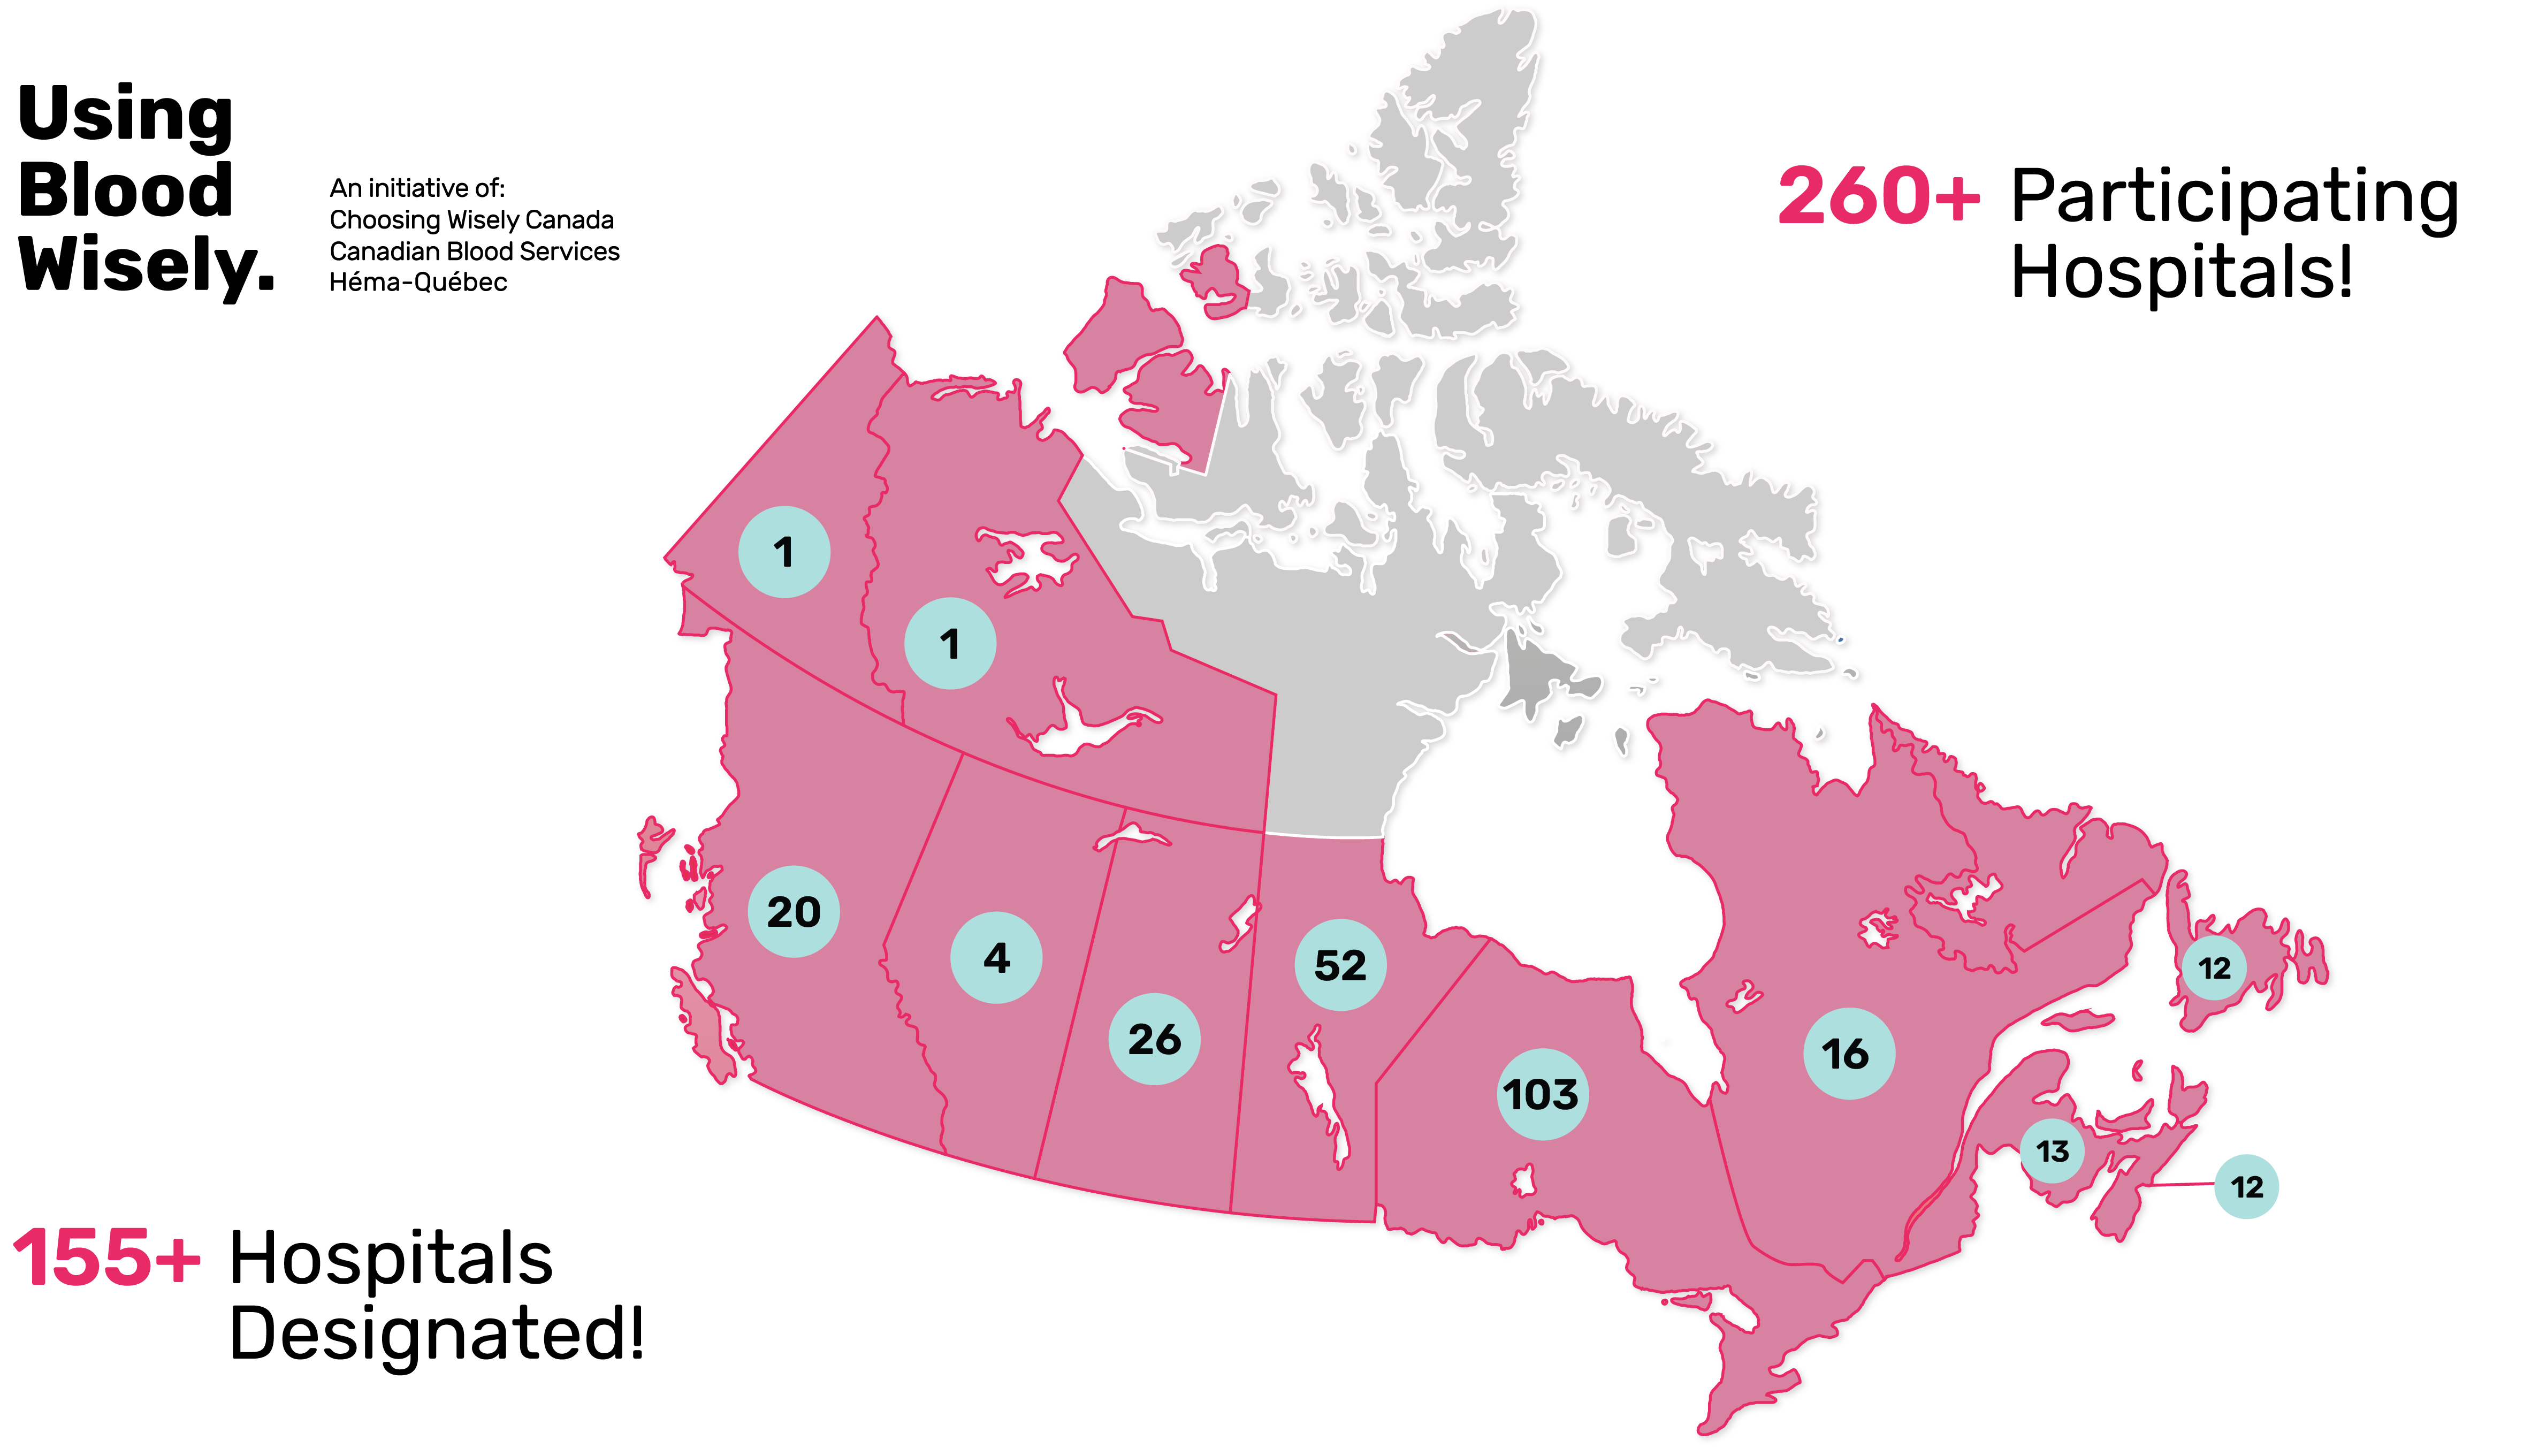 Using
Blood
Wisely.
An initiative of:
Choosing Wisely Canada
Canadian Blood Services
Héma-Québec
260+ Participating
Hospitals!
1
1
20
4
26
52
103
16
12
13
12
155+ Hospitals
Designated!